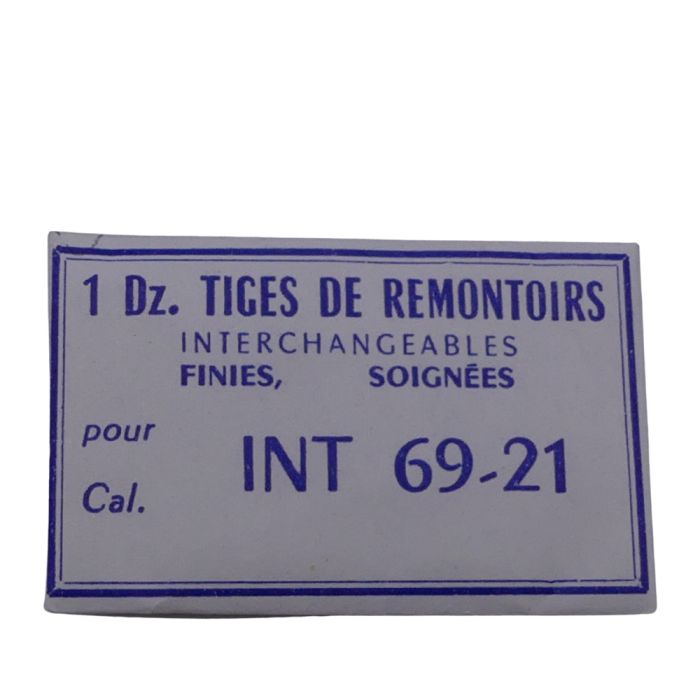 1 Dz. TIGES DE REMONTOIRS
INTERCHANGEABLES
FINIES, SOIGNÉES
pour
INT 69-21
Cal.